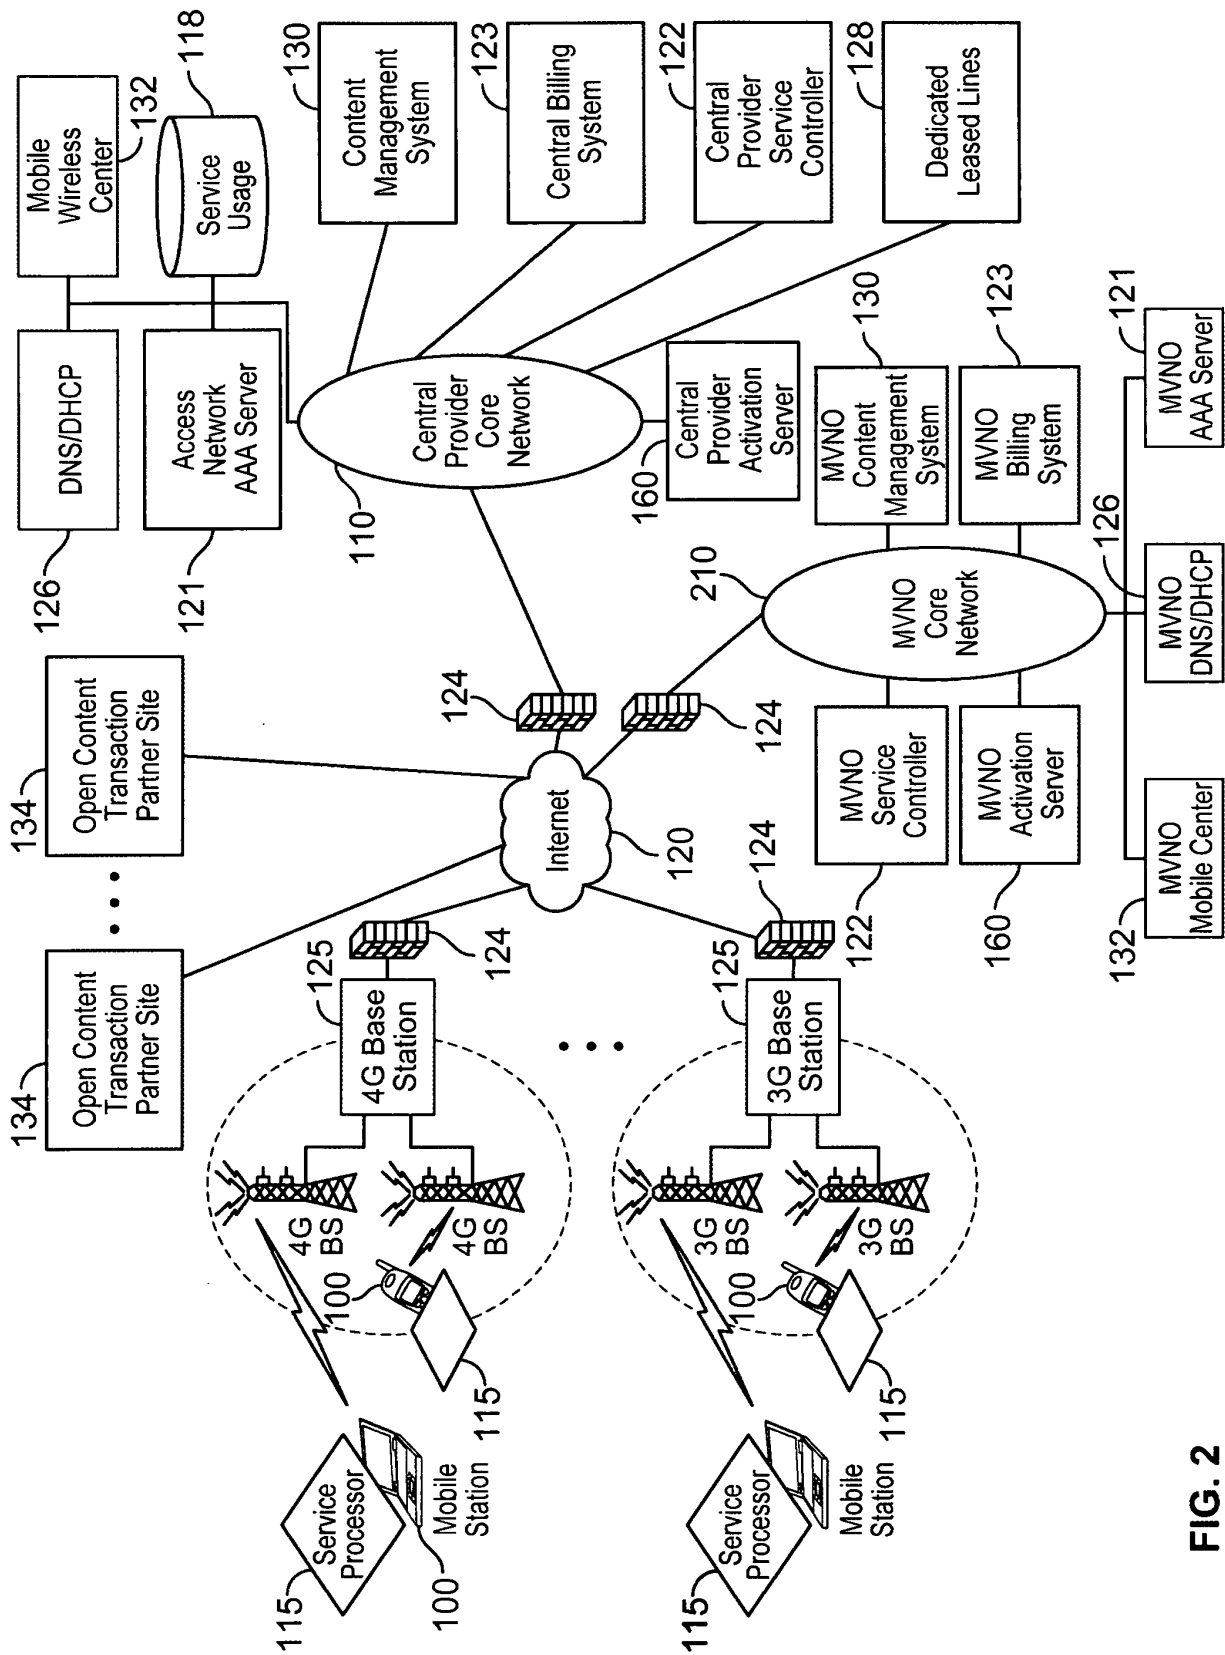 134
Open Content
Transaction
Partner Site
134
Open Content
Transaction
Partner Site
126
DNS/DHCP
Mobile
Wireless
Center
132
121
Access
Network
AAA Server
Service
Usage
118
110
Central
Provider
Core
Network
Content
Management
System
130
Central Billing
System
123
Central
Provider
Service
Controller
122
Dedicated
Leased Lines
128
160
Central
Provider
Activation
Server
115
Service
Processor
100
Mobile
Station
4G
BS
4G
BS
100
115
4G Base
Station
125
124
Internet
120
124
124
115
Service
Processor
Mobile
Station
3G
BS
3G
BS
100
115
3G Base
Station
125
124
210
MVNO
Core
Network
MVNO
Service
Controller
122
MVNO
Activation
Server
160
MVNO
Content
Management
System
130
MVNO
Billing
System
123
132
MVNO
Mobile Center
126
MVNO
DNS/DHCP
121
MVNO
AAA Server
FIG. 2